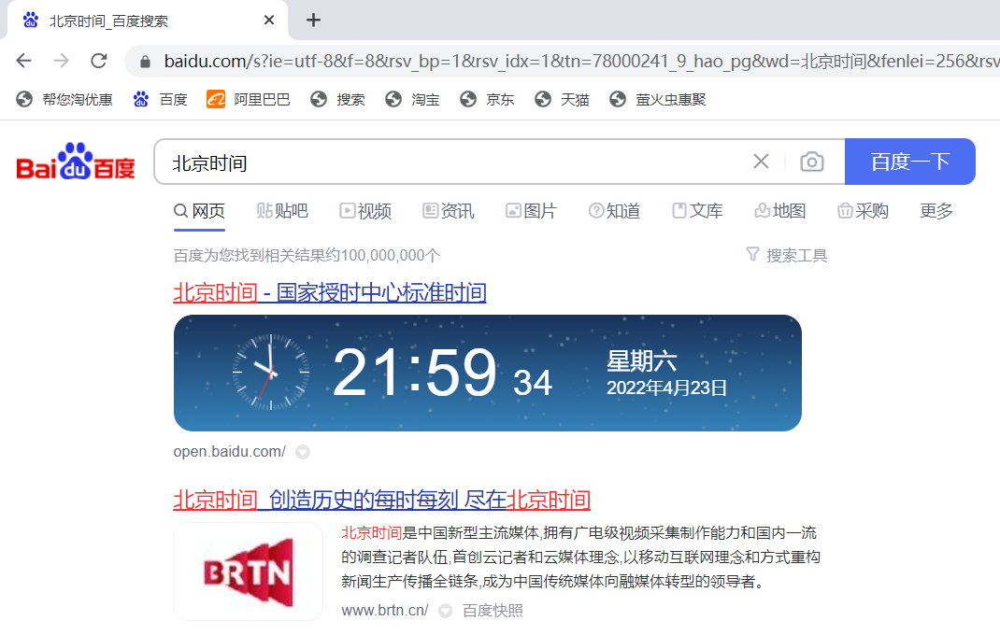 北京时间_百度搜索
baidu.com/s?ie=utf-8&f=8&rsv_bp=1&rsv_idx=1&tn=78000241_9_hao_pg&wd=北京时间&fenlei=256&rsv
帮您淘优惠 百度 阿里巴巴 搜索 淘宝 京东 天猫 萤火虫惠聚
Bai du 百度 北京时间 百度一下
网页 贴吧 视频 资讯 图片 知道 文库 地图 采购 更多
百度为您找到相关结果约100,000,000个 搜索工具
北京时间 - 国家授时中心标准时间
21:59 34 星期六
2022年4月23日
open.baidu.com/
北京时间_创造历史的每时每刻 尽在北京时间
BRTN
北京时间是中国新型主流媒体,拥有广电级视频采集制作能力和国内一流
的调查记者队伍,首创云记者和云媒体理念,以移动互联网理念和方式重构
新闻生产传播全链条,成为中国传统媒体向融媒体转型的领导者。
www.brtn.cn/ 百度快照